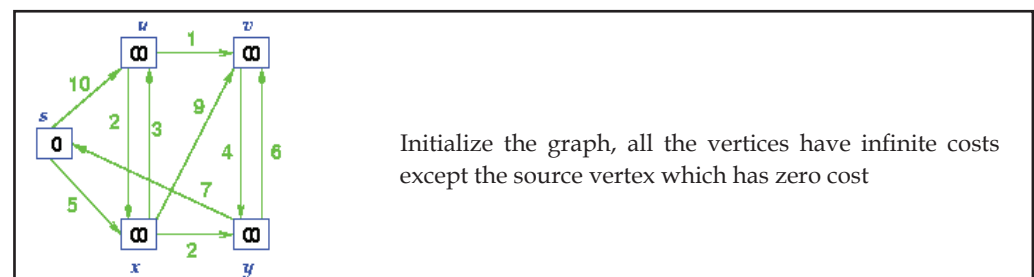 u v
1
∞ ∞
10
9
s
2 3
0 4 6
7
5
∞ ∞
2
x y
Initialize the graph, all the vertices have infinite costs
except the source vertex which has zero cost